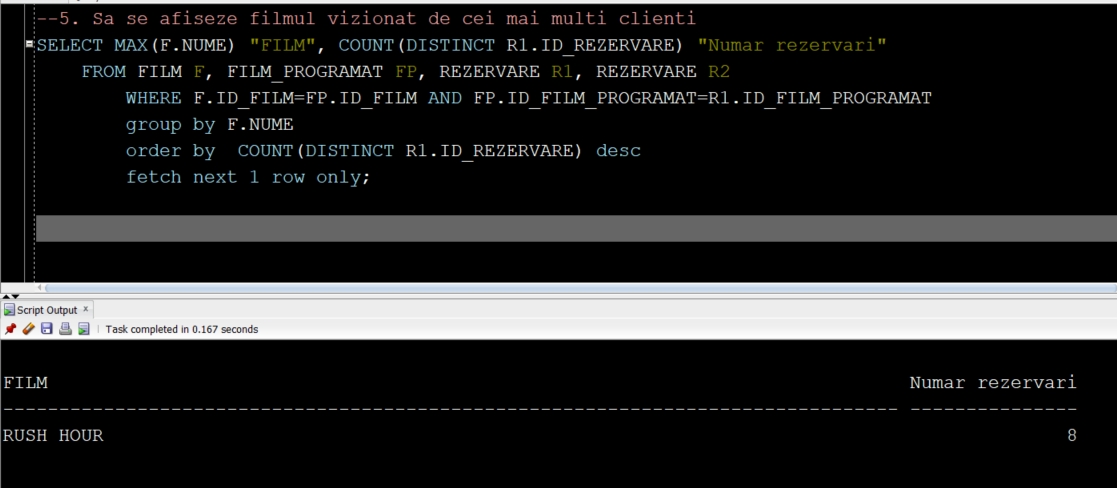 --5. Sa se afiseze filmul vizionat de cei mai multi clienti
SELECT MAX(F.NUME) "FILM", COUNT(DISTINCT R1.ID_REZERVARE) "Numar rezervari"
FROM FILM F, FILM_PROGRAMAT FP, REZERVARE R1, REZERVARE R2
WHERE F.ID_FILM=FP.ID_FILM AND FP.ID_FILM_PROGRAMAT=R1.ID_FILM_PROGRAMAT
group by F.NUME
order by  COUNT(DISTINCT R1.ID_REZERVARE) desc
fetch next 1 row only;
Script Output x
Task completed in 0.167 seconds
FILM Numar rezervari
-------------------------------------------------------------------------------- ---------------
RUSH HOUR 8